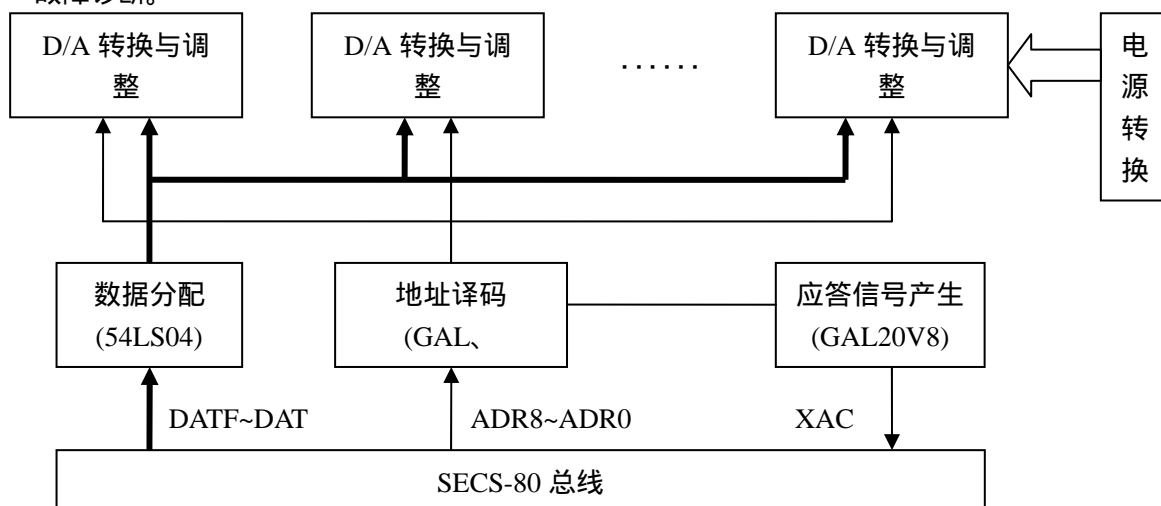 D/A 转换与调
整
D/A 转换与调
整
......
D/A 转换与调
整
电
源
转
换
数据分配
(54LS04)
地址译码
(GAL、
应答信号产生
(GAL20V8)
DATF~DAT
ADR8~ADR0
XAC
SECS-80 总线